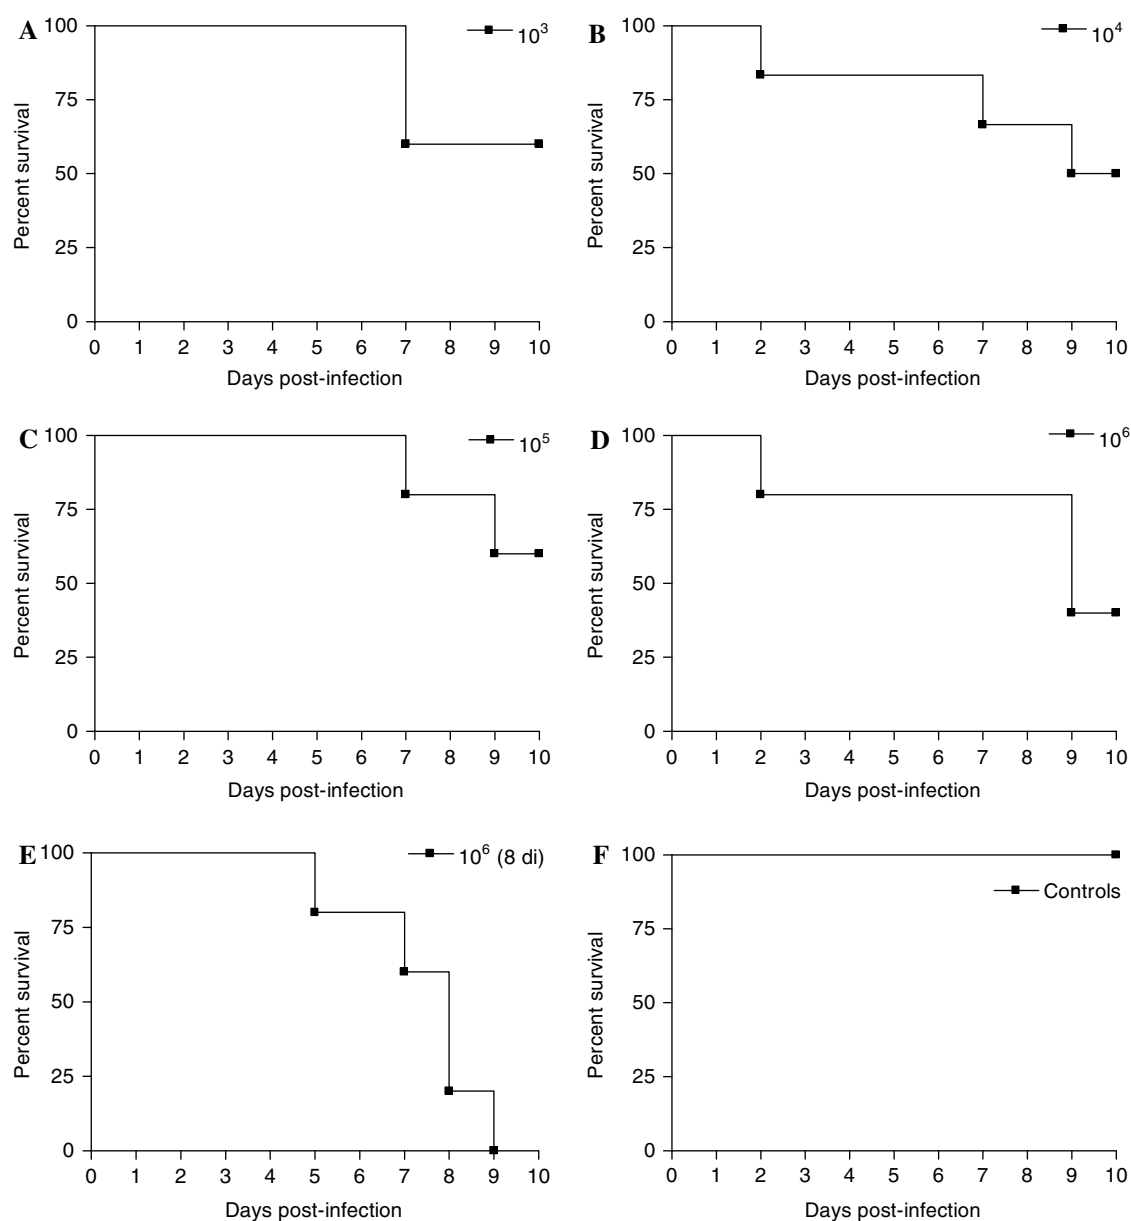 A
10³
100
75
50
25
0
Percent survival
0 1 2 3 4 5 6 7 8 9 10
Days post-infection
B
10⁴
100
75
50
25
0
Percent survival
0 1 2 3 4 5 6 7 8 9 10
Days post-infection
C
10⁵
100
75
50
25
0
Percent survival
0 1 2 3 4 5 6 7 8 9 10
Days post-infection
D
10⁶
100
75
50
25
0
Percent survival
0 1 2 3 4 5 6 7 8 9 10
Days post-infection
E
10⁶ (8 di)
100
75
50
25
0
Percent survival
0 1 2 3 4 5 6 7 8 9 10
Days post-infection
F
Controls
100
75
50
25
0
Percent survival
0 1 2 3 4 5 6 7 8 9 10
Days post-infection